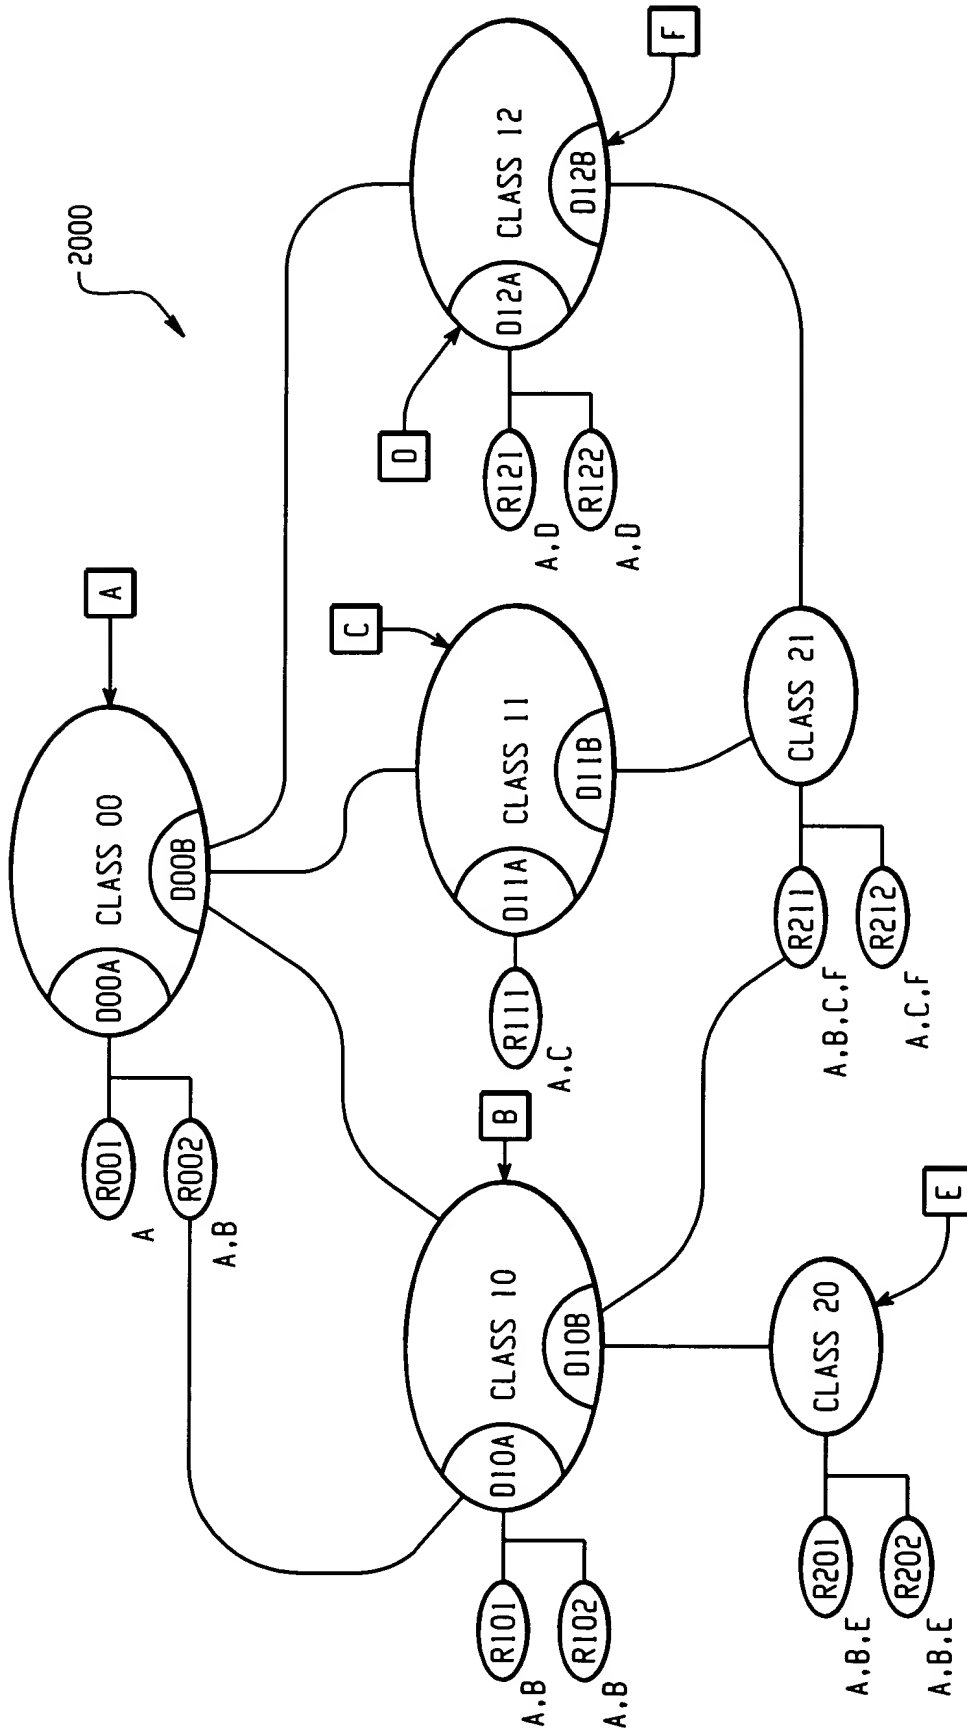 2000
R001
D00A
CLASS 00
A
A
R002
D00B
A,B
C
D
R101
D10A
CLASS 10
B
R111
D11A
CLASS 11
R121
D12A
CLASS 12
A,B
A,C
A,D
R102
D10B
D11B
R122
D12B
A,B
A,D
F
R201
CLASS 20
R211
CLASS 21
A,B,E
A,B,C,F
R202
R212
A,B,E
A,C,F
E